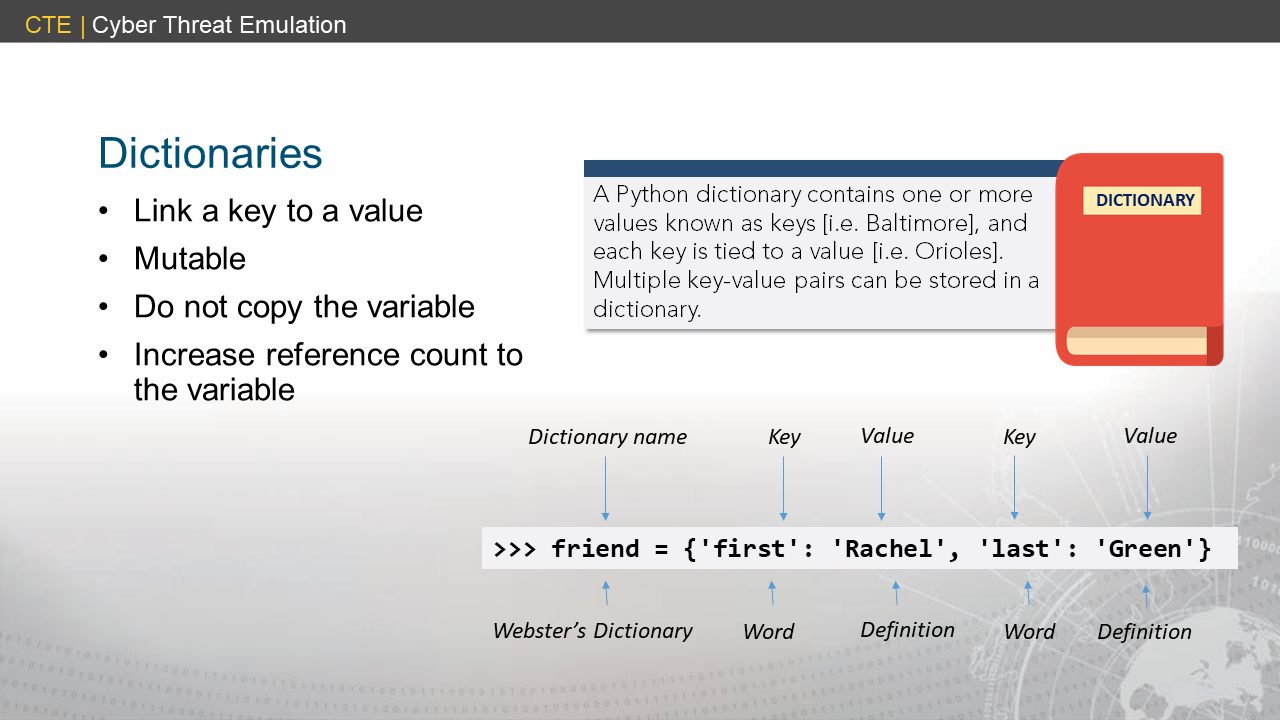 CTE | Cyber Threat Emulation
Dictionaries
• Link a key to a value
• Mutable
• Do not copy the variable
• Increase reference count to
the variable
A Python dictionary contains one or more
values known as keys [i.e. Baltimore], and
each key is tied to a value [i.e. Orioles].
Multiple key-value pairs can be stored in a
dictionary.
DICTIONARY
Dictionary name Key Value Key Value
>>> friend = {'first': 'Rachel', 'last': 'Green'}
Webster’s Dictionary Word Definition Word Definition